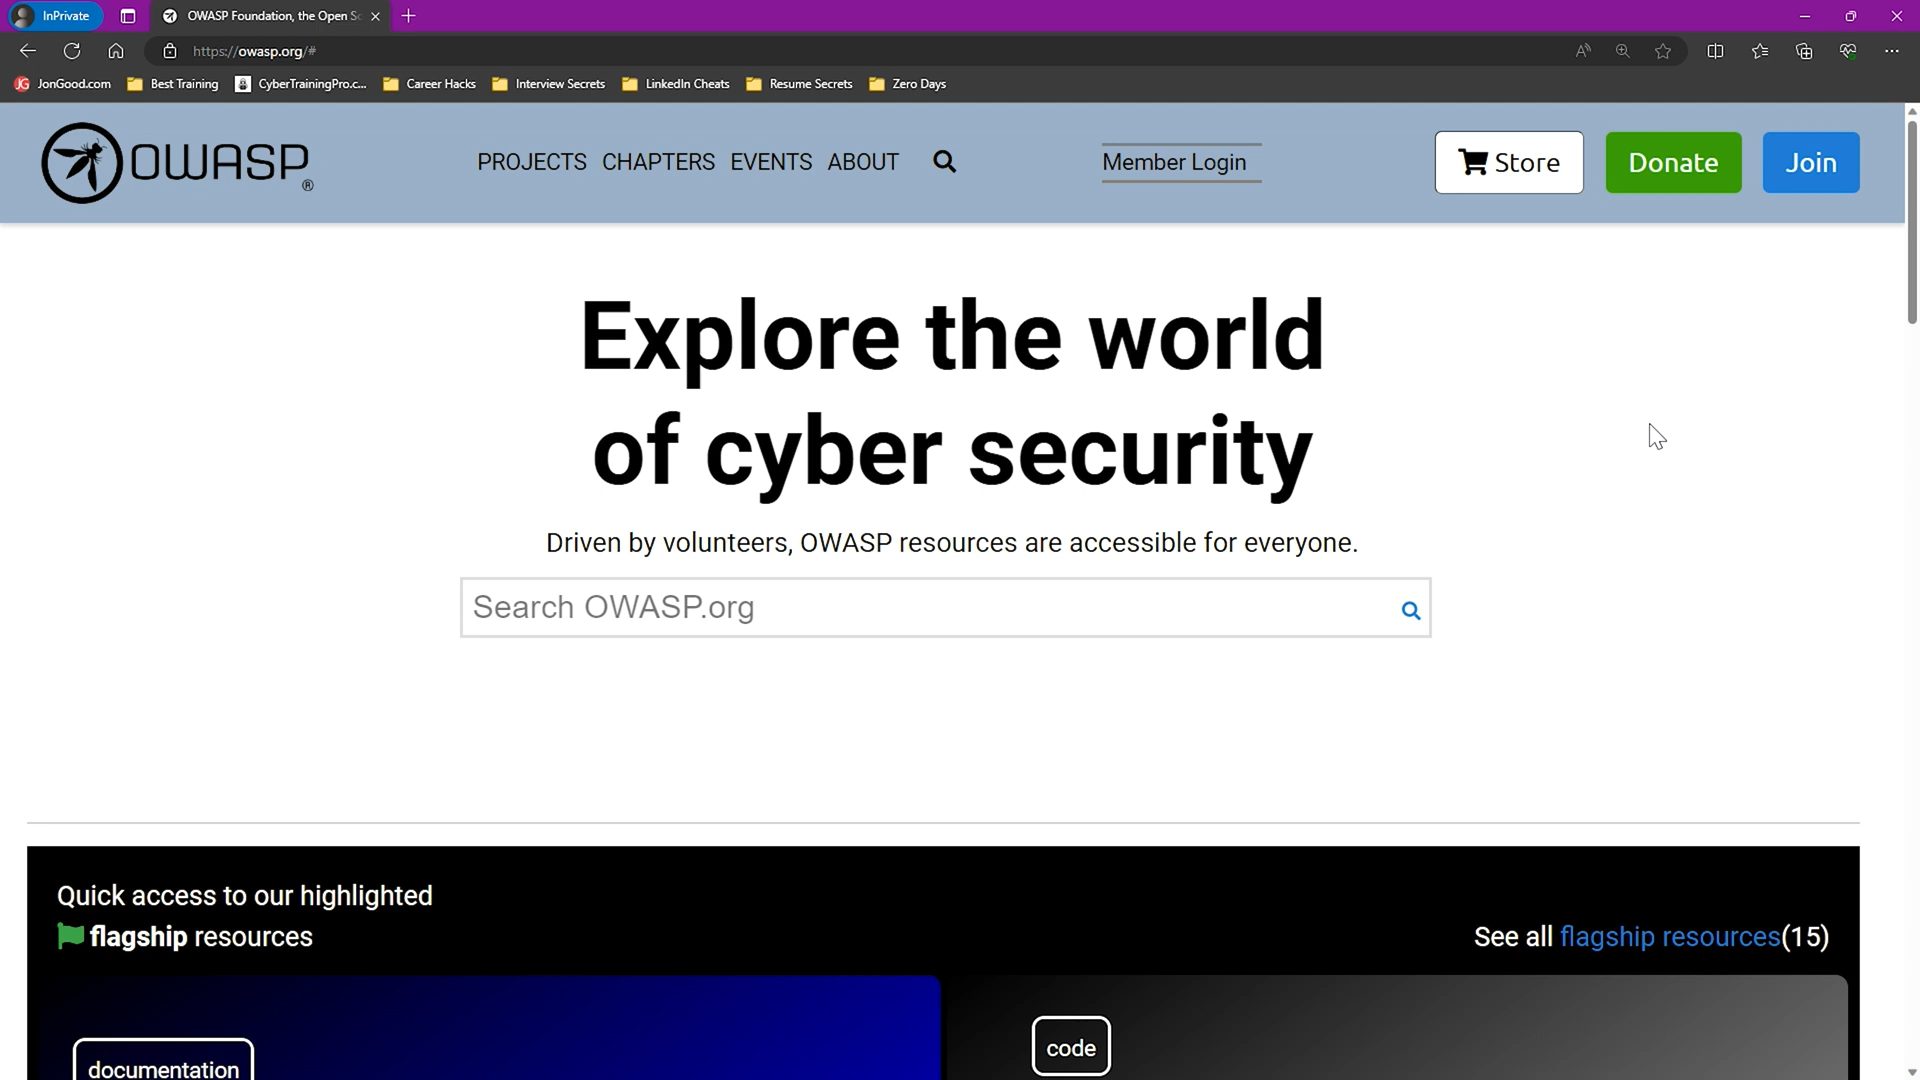 InPrivate
OWASP Foundation, the Open S
https://owasp.org/#
JG JonGood.com
Best Training
CyberTrainingPro.c...
Career Hacks
Interview Secrets
LinkedIn Cheats
Resume Secrets
Zero Days
OWASP ®
PROJECTS CHAPTERS EVENTS ABOUT
Member Login
Store
Donate
Join
Explore the world
of cyber security
Driven by volunteers, OWASP resources are accessible for everyone.
Search OWASP.org
Quick access to our highlighted
flagship resources
See all flagship resources(15)
documentation
code